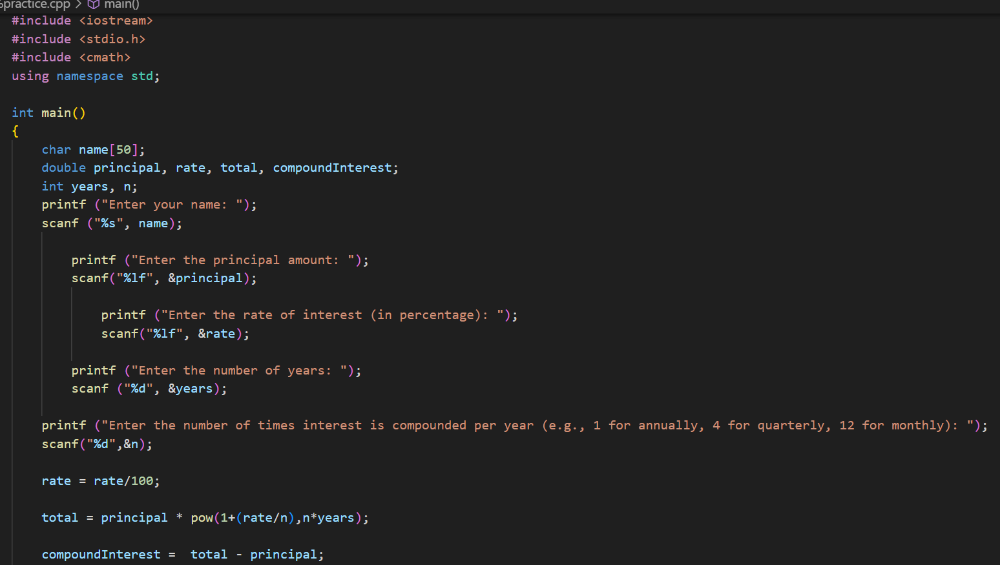 practice.cpp > main()
#include <iostream>
#include <stdio.h>
#include <cmath>
using namespace std;
int main()
{
char name[50];
double principal, rate, total, compoundInterest;
int years, n;
printf ("Enter your name: ");
scanf ("%s", name);
printf ("Enter the principal amount: ");
scanf("%lf", &principal);
printf ("Enter the rate of interest (in percentage): ");
scanf("%lf", &rate);
printf ("Enter the number of years: ");
scanf ("%d", &years);
printf ("Enter the number of times interest is compounded per year (e.g., 1 for annually, 4 for quarterly, 12 for monthly): ");
scanf("%d",&n);
rate = rate/100;
total = principal * pow(1+(rate/n),n*years);
compoundInterest =  total - principal;